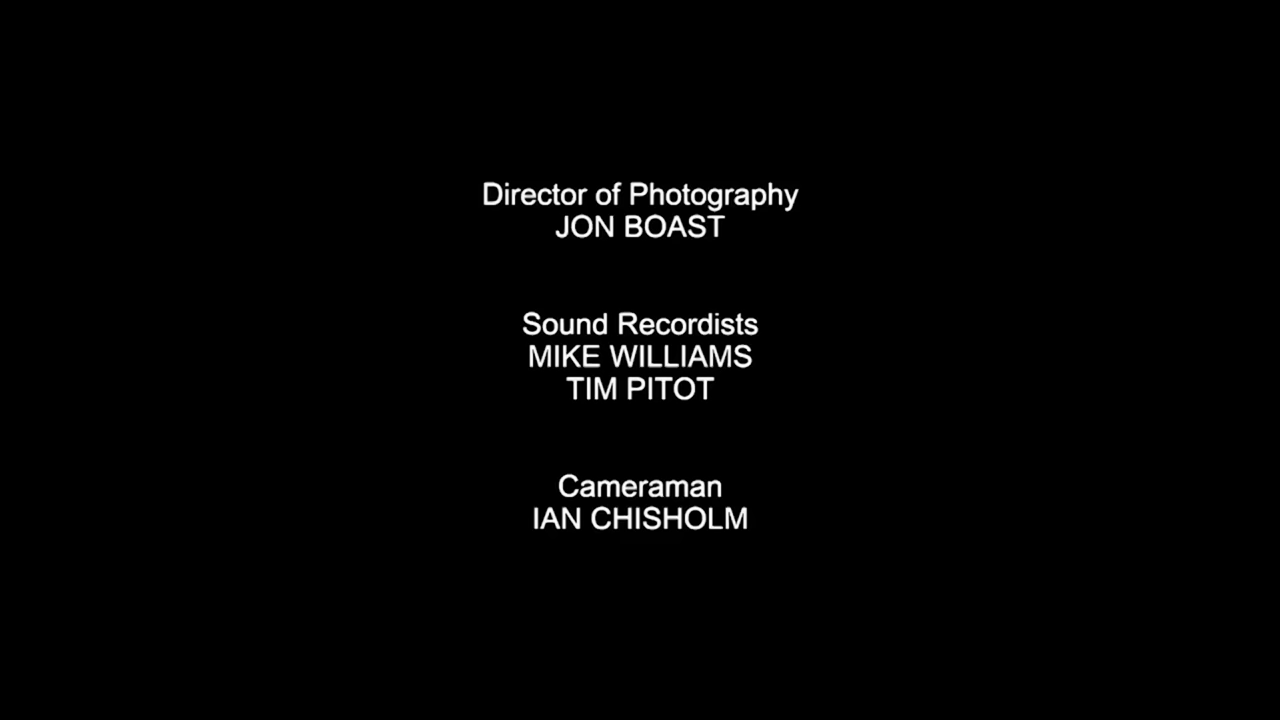 Director of Photography
JON BOAST
Sound Recordists
MIKE WILLIAMS
TIM PITOT
Cameraman
IAN CHISHOLM